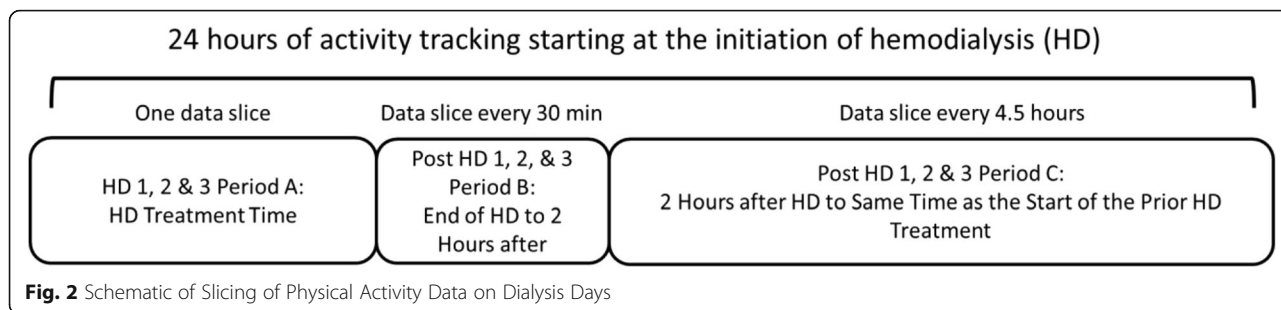 24 hours of activity tracking starting at the initiation of hemodialysis (HD)
One data slice
Data slice every 30 min
Data slice every 4.5 hours
HD 1, 2 & 3 Period A:
HD Treatment Time
Post HD 1, 2, & 3
Period B:
End of HD to 2
Hours after
Post HD 1, 2 & 3 Period C:
2 Hours after HD to Same Time as the Start of the Prior HD
Treatment
Fig. 2 Schematic of Slicing of Physical Activity Data on Dialysis Days